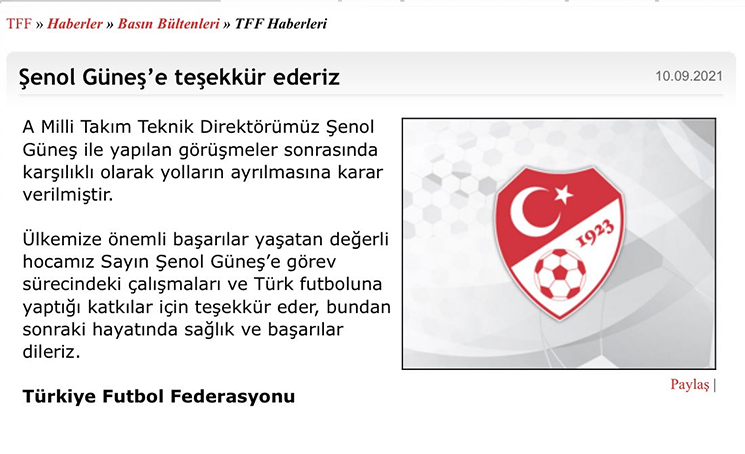 TFF » Haberler » Basın Bültenleri » TFF Haberleri
Şenol Güneş’e teşekkür ederiz
10.09.2021
A Milli Takım Teknik Direktörümüz Şenol
Güneş ile yapılan görüşmeler sonrasında
karşılıklı olarak yolların ayrılmasına karar
verilmiştir.
Ülkemize önemli başarılar yaşatan değerli
hocamız Sayın Şenol Güneş’e görev
sürecindeki çalışmaları ve Türk futboluna
yaptığı katkılar için teşekkür eder, bundan
sonraki hayatında sağlık ve başarılar
dileriz.
Türkiye Futbol Federasyonu
1923
Paylaş |